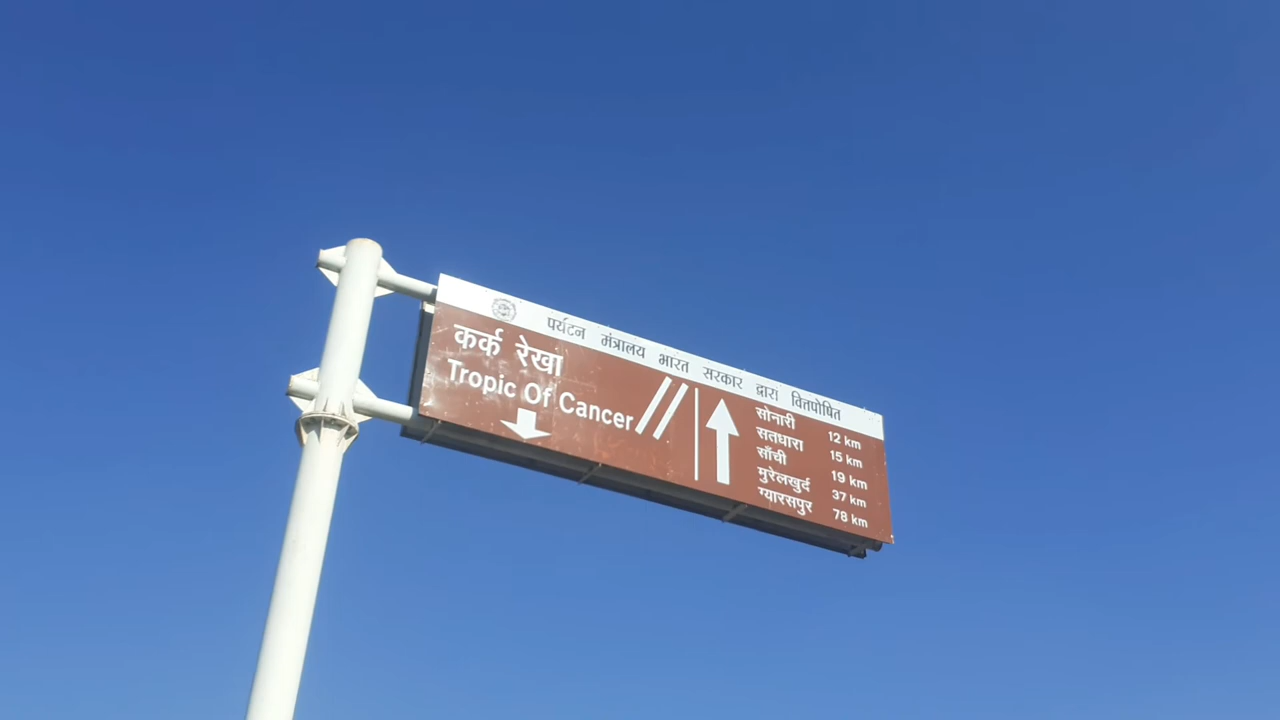 पर्यटन मंत्रालय भारत सरकार द्वारा वित्तपोषित
कर्क रेखा
Tropic Of Cancer
सोनारी 12 km
सतधारा 15 km
साँची 19 km
मुरेलखुर्द 37 km
ग्यारसपुर 78 km